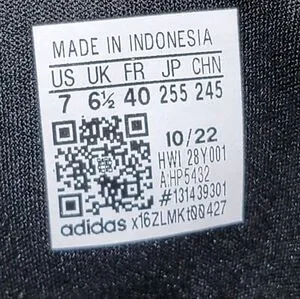 MADE IN INDONESIA
US UK FR JP CHN
7 6½ 40 255 245
10/22
HWI 28Y001
A:HP5432
#131439301
adidas x16ZLMKt00427